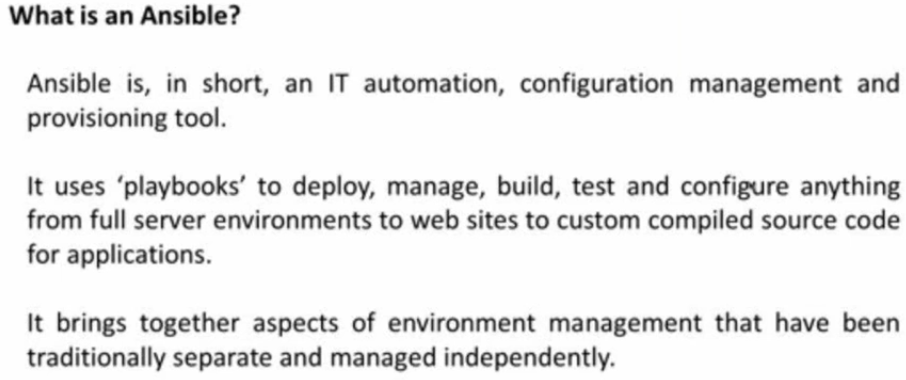 What is an Ansible?
Ansible is, in short, an IT automation, configuration management and
provisioning tool.
It uses ‘playbooks’ to deploy, manage, build, test and configure anything
from full server environments to web sites to custom compiled source code
for applications.
It brings together aspects of environment management that have been
traditionally separate and managed independently.